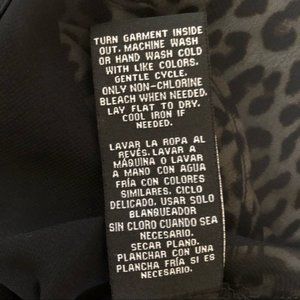 TURN GARMENT INSIDE
OUT. MACHINE WASH
OR HAND WASH COLD
WITH LIKE COLORS.
GENTLE CYCLE.
ONLY NON-CHLORINE
BLEACH WHEN NEEDED.
LAY FLAT TO DRY.
COOL IRON IF
NEEDED.
LAVAR LA ROPA AL
REVÉS. LAVAR A
MÁQUINA O LAVAR
A MANO CON AGUA
FRÍA CON COLORES
SIMILARES. CICLO
DELICADO. USAR SOLO
BLANQUEADOR
SIN CLORO CUANDO SEA
NECESARIO.
SECAR PLANO.
PLANCHAR CON UNA
PLANCHA FRÍA SI ES
NECESARIO.